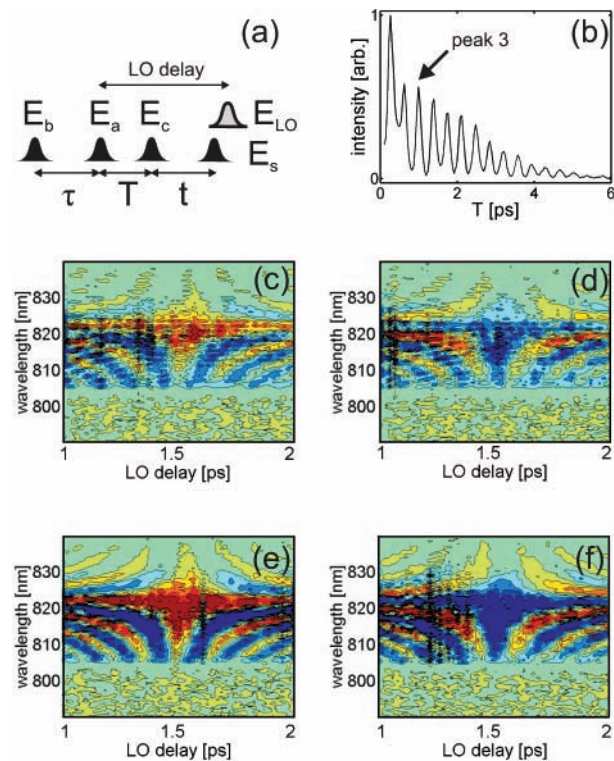 (a)
LO delay
E_b E_a E_c E_LO
E_s
τ T t
(b)
1
peak 3
intensity [arb.]
0
0 2 4 6
T [ps]
(c)
830
820
810
800
wavelength [nm]
1 1.5 2
LO delay [ps]
(d)
830
820
810
800
wavelength [nm]
1 1.5 2
LO delay [ps]
(e)
830
820
810
800
wavelength [nm]
1 1.5 2
LO delay [ps]
(f)
830
820
810
800
wavelength [nm]
1 1.5 2
LO delay [ps]